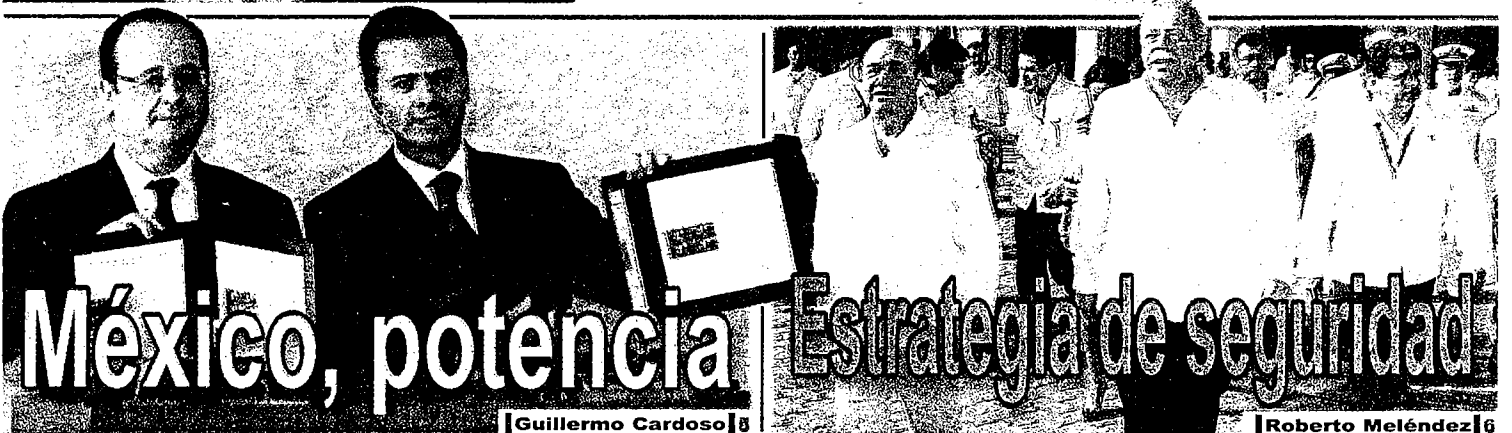 México, potencia
Guillermo Cardoso
Estrategia de seguridad
Roberto Meléndez 6